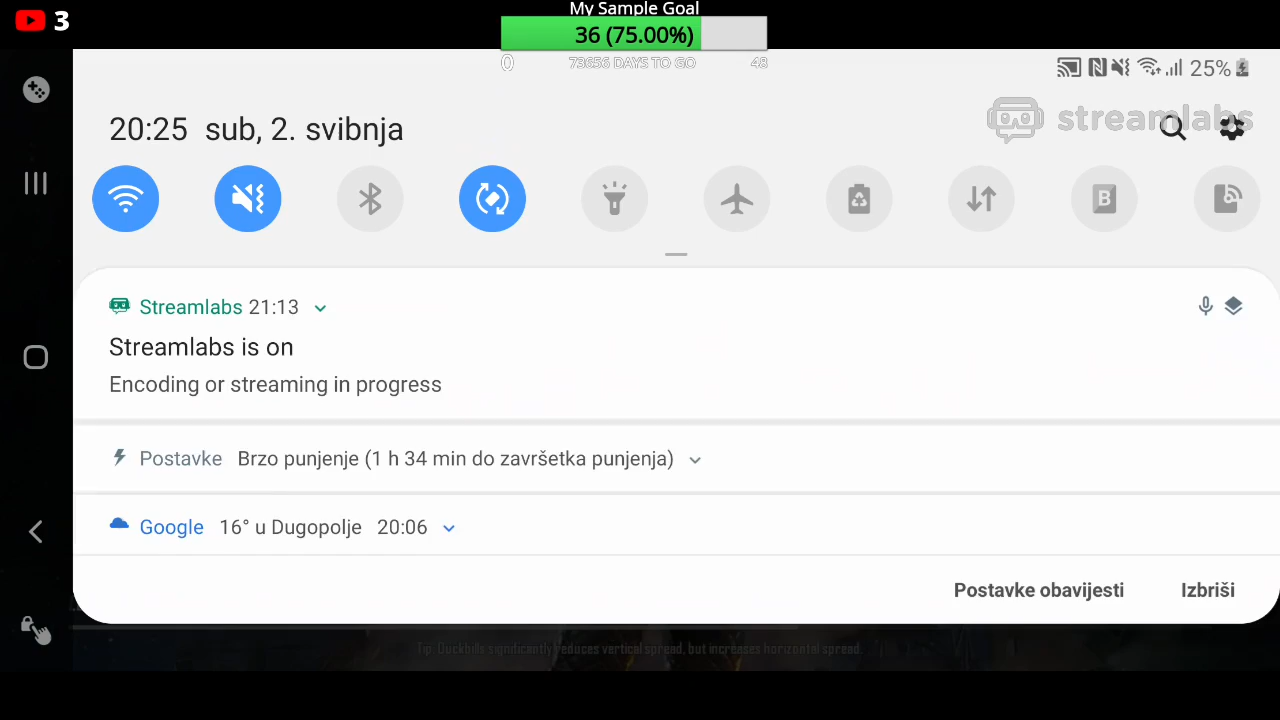 3
My Sample Goal
36 (75.00%)
0 73656 DAYS TO GO 48
25%
20:25 sub, 2. svibnja
streamlabs
B
Streamlabs 21:13
Streamlabs is on
Encoding or streaming in progress
Postavke Brzo punjenje (1 h 34 min do završetka punjenja)
Google 16° u Dugopolje 20:06
Postavke obavijesti Izbriši
Tip: Duckbills significantly reduces vertical spread, but increases horizontal spread.